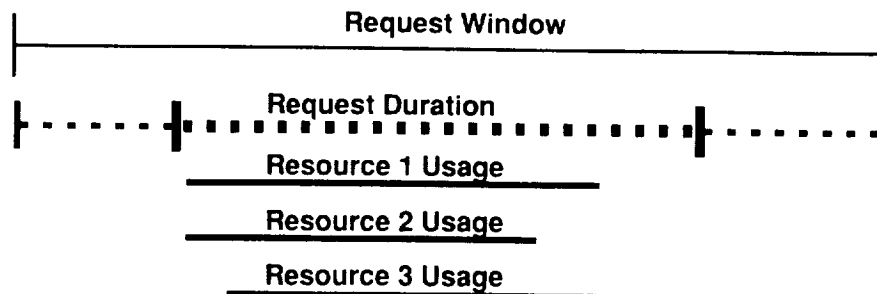 Request Window
Request Duration
Resource 1 Usage
Resource 2 Usage
Resource 3 Usage